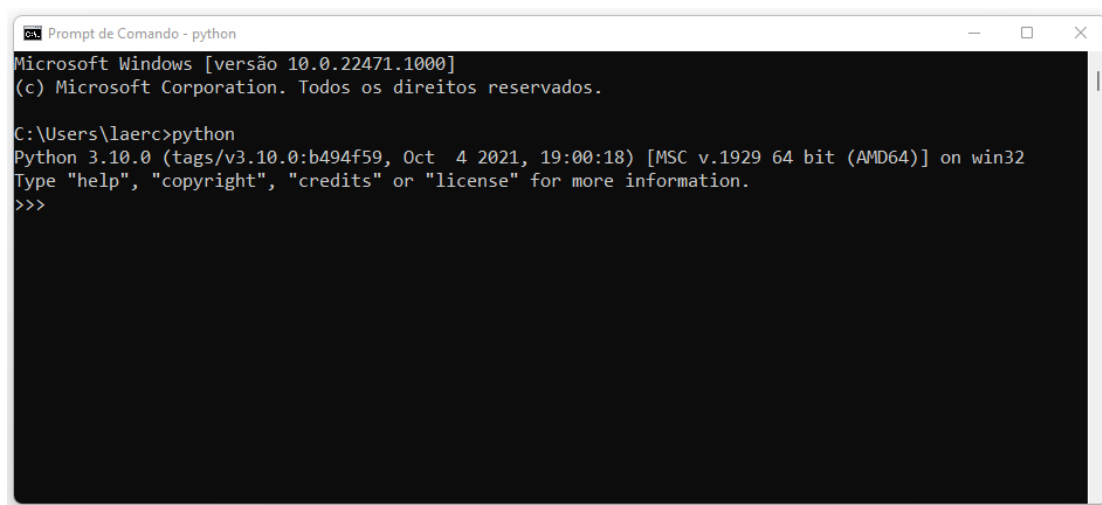 Prompt de Comando - python
Microsoft Windows [versão 10.0.22471.1000]
(c) Microsoft Corporation. Todos os direitos reservados.
C:\Users\laerc>python
Python 3.10.0 (tags/v3.10.0:b494f59, Oct  4 2021, 19:00:18) [MSC v.1929 64 bit (AMD64)] on win32
Type "help", "copyright", "credits" or "license" for more information.
>>>